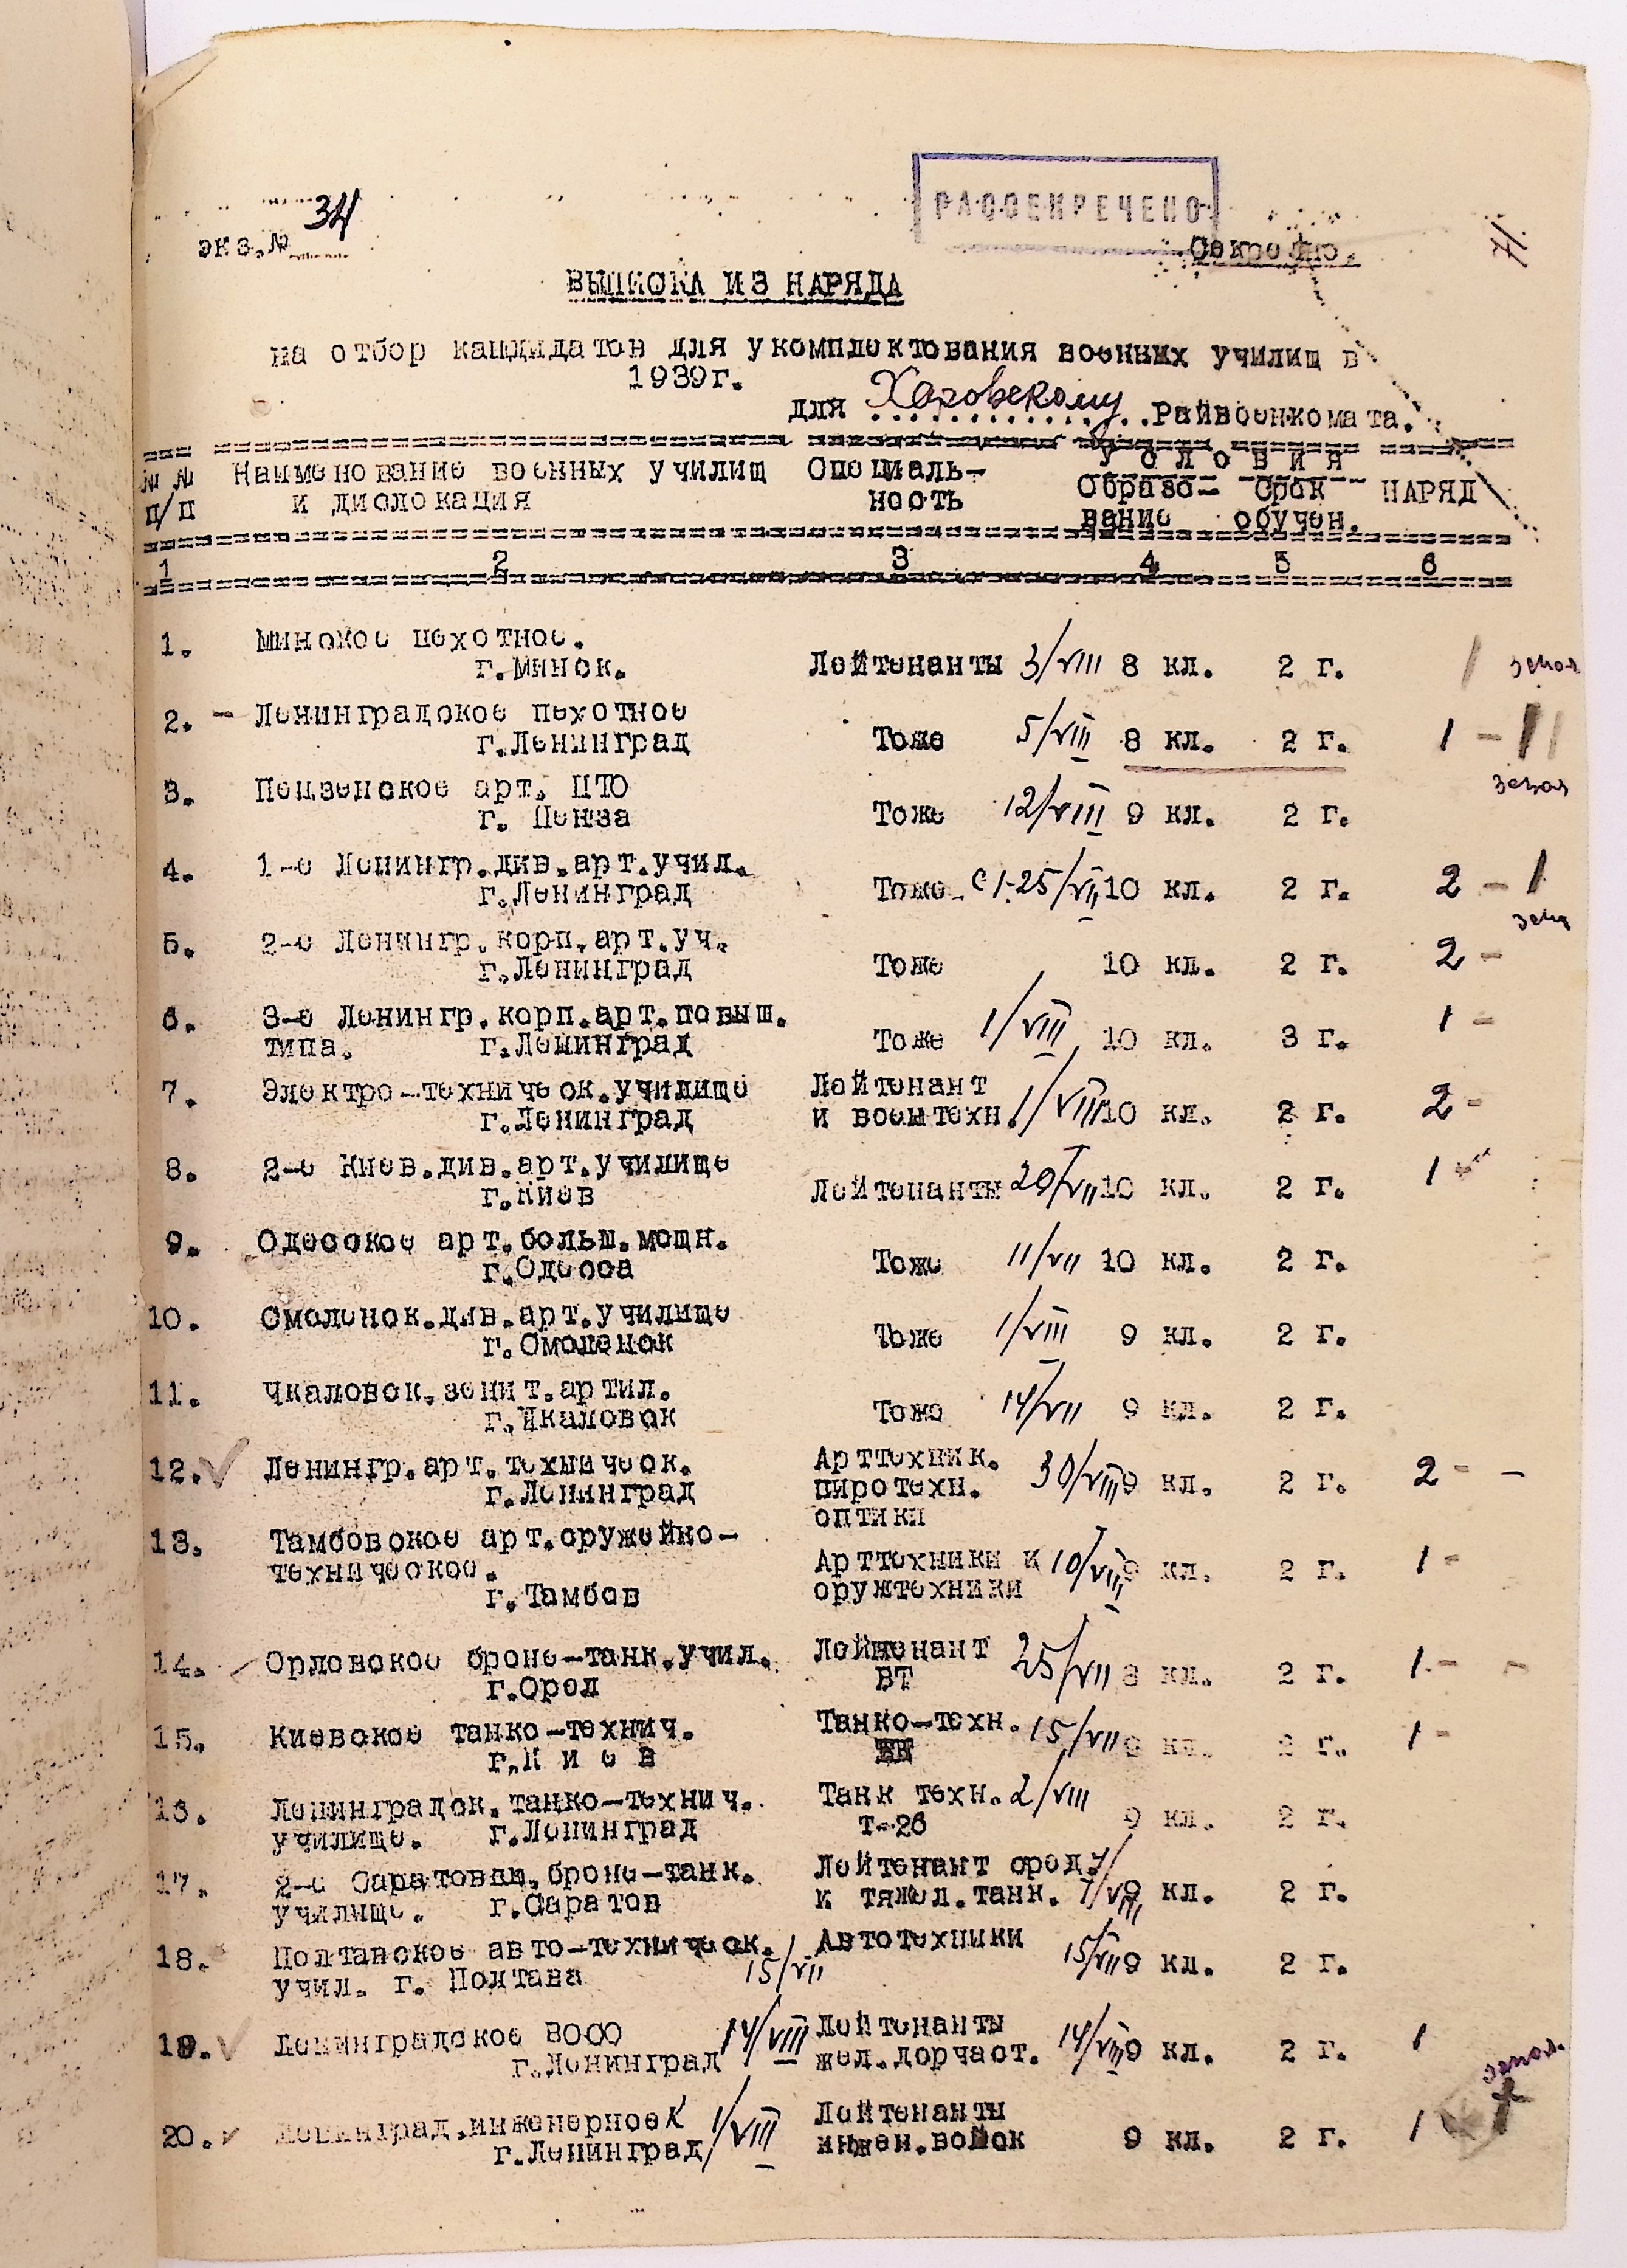 РАССЕКРЕЧЕНО
экз.№ 34
Секретно.
71
ВЫПИСКА ИЗ НАРЯДА
на отбор кандидатов для укомплектования военных училищ в
1939г.
для Харовскому Райвоенкомата.
У с л о в и я
№ № Наименование военных училищ Специаль- Образо- Срок НАРЯД
п/п и дислокация ность вание обучен.
1 2 3 4 5 6
1. Минское пехотное.
г.Минск. Лейтенанты 3/VIII 8 кл. 2 г. 1
2. - Ленинградское пехотное
г.Ленинград Тоже 5/VIII 8 кл. 2 г. 1 -
3. Пензенское арт. ПТО
г. Пенза Тоже 12/VIII 9 кл. 2 г.
4. 1-е Ленингр.див.арт.учил.
г.Ленинград Тоже с 1-25/VII 10 кл. 2 г. 2 - 1
5. 2-е Ленингр.корп.арт.уч.
г.Ленинград Тоже 10 кл. 2 г. 2 -
6. 3-е Ленингр.корп.арт.повыш.
типа. г.Ленинград Тоже 1/VIII 10 кл. 3 г. 1 -
7. Электро-техническ.училище Лейтенант
г.Ленинград и воентехн. 1/VIII 10 кл. 2 г. 2 -
8. 2-е Киев.див.арт.училище
г.Киев Лейтенанты 20/VII 10 кл. 2 г. 1 -
9. Одесское арт.больш.мощн.
г.Одесса Тоже 11/VII 10 кл. 2 г.
10. Смоленск.див.арт.училище
г.Смоленск Тоже 1/VIII 9 кл. 2 г.
11. Чкаловск.зенит.артил.
г.Чкаловск Тоже 14/VII 9 кл. 2 г.
12. Ленингр.арт.техническ. Арттехник.
г.Ленинград пиротехн. 30/VIII 9 кл. 2 г. 2 - -
оптики
13. Тамбовское арт.оружейно-
техническое. Арттехники и 10/VIII 9 кл. 2 г. 1 -
г.Тамбов оружтехники
14. Орловское броне-танк.учил. Лейтенант
г.Орел БТ 25/VII 8 кл. 2 г. 1 - -
15. Киевское танко-технич. Танко-техн.
г.К и е в 15/VII 9 кл. 2 г. 1 -
16. Ленинградск.танко-технич. Танк техн. 2/VIII
училище. г.Ленинград Т-26 9 кл. 2 г.
17. 2-е Саратовск.броне-танк. Лейтенант сред.
училище. г.Саратов и тяжел.танк. 9 кл. 2 г.
18. Полтавское авто-техническ. Автотехники
учил. г. Полтава 15/VII 15/VII 9 кл. 2 г.
19. Ленинградское ВОСО 14/VIII Лейтенанты
г.Ленинград жел.дорчаст. 14/VIII 9 кл. 2 г. 1
20. Ленинград.инженерное 1/VIII Лейтенанты
г.Ленинград инжен.войск 9 кл. 2 г. 1